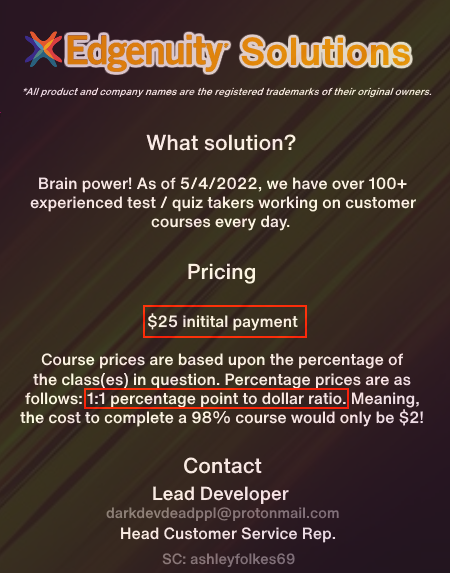 Edgenuity® Solutions
*All product and company names are the registered trademarks of their original owners.
What solution?
Brain power! As of 5/4/2022, we have over 100+
experienced test / quiz takers working on customer
courses every day.
Pricing
$25 initital payment
Course prices are based upon the percentage of
the class(es) in question. Percentage prices are as
follows: 1:1 percentage point to dollar ratio. Meaning,
the cost to complete a 98% course would only be $2!
Contact
Lead Developer
darkdevdeadppl@protonmail.com
Head Customer Service Rep.
SC: ashleyfolkes69